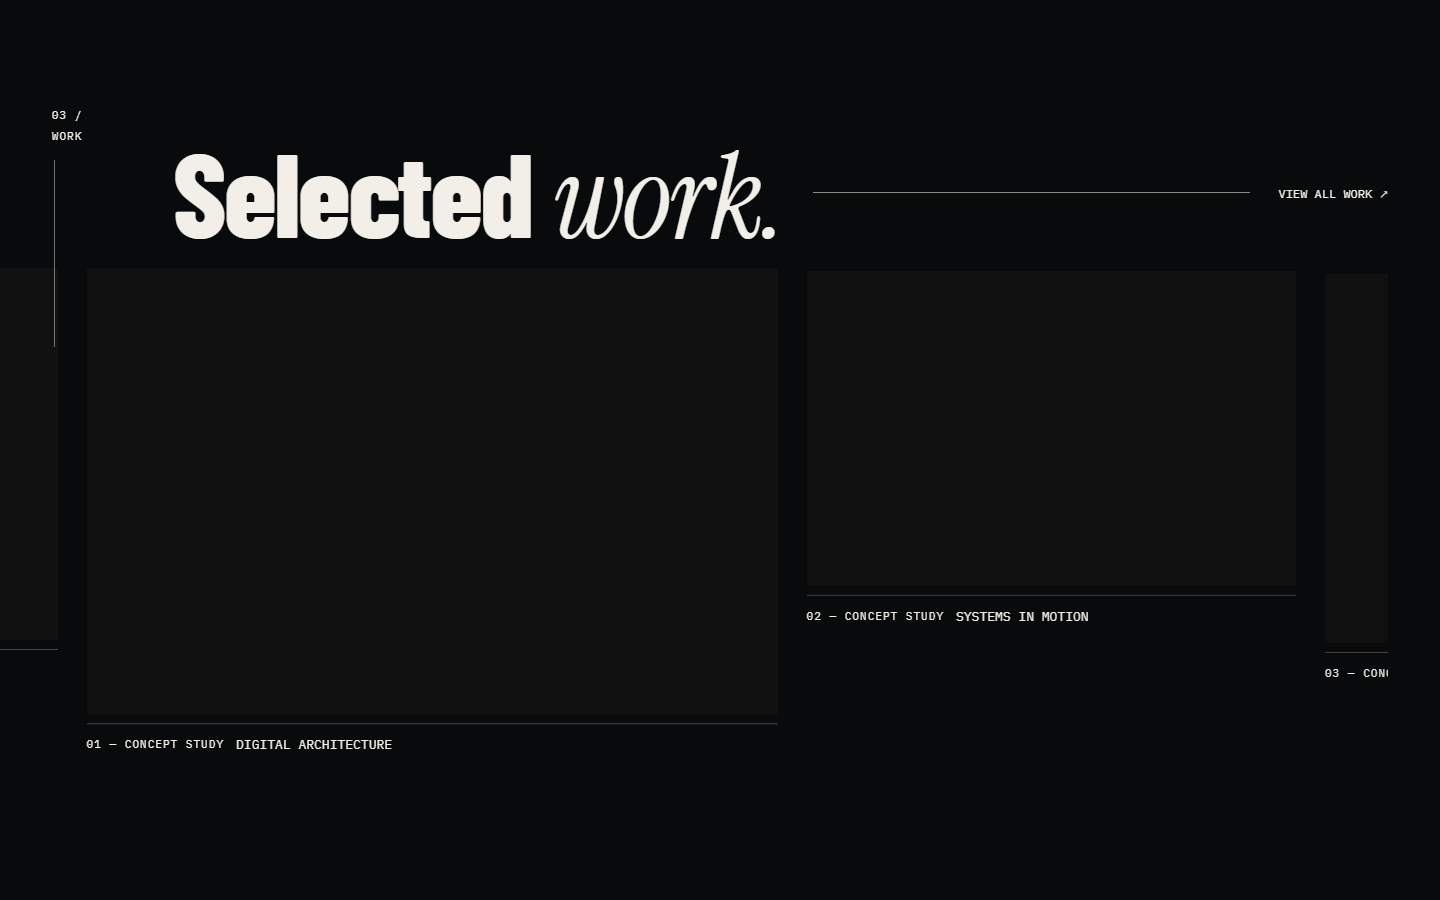 03 /
WORK
Selected work.
VIEW ALL WORK ↗
02 — CONCEPT STUDY SYSTEMS IN MOTION
03 —
01 — CONCEPT STUDY DIGITAL ARCHITECTURE